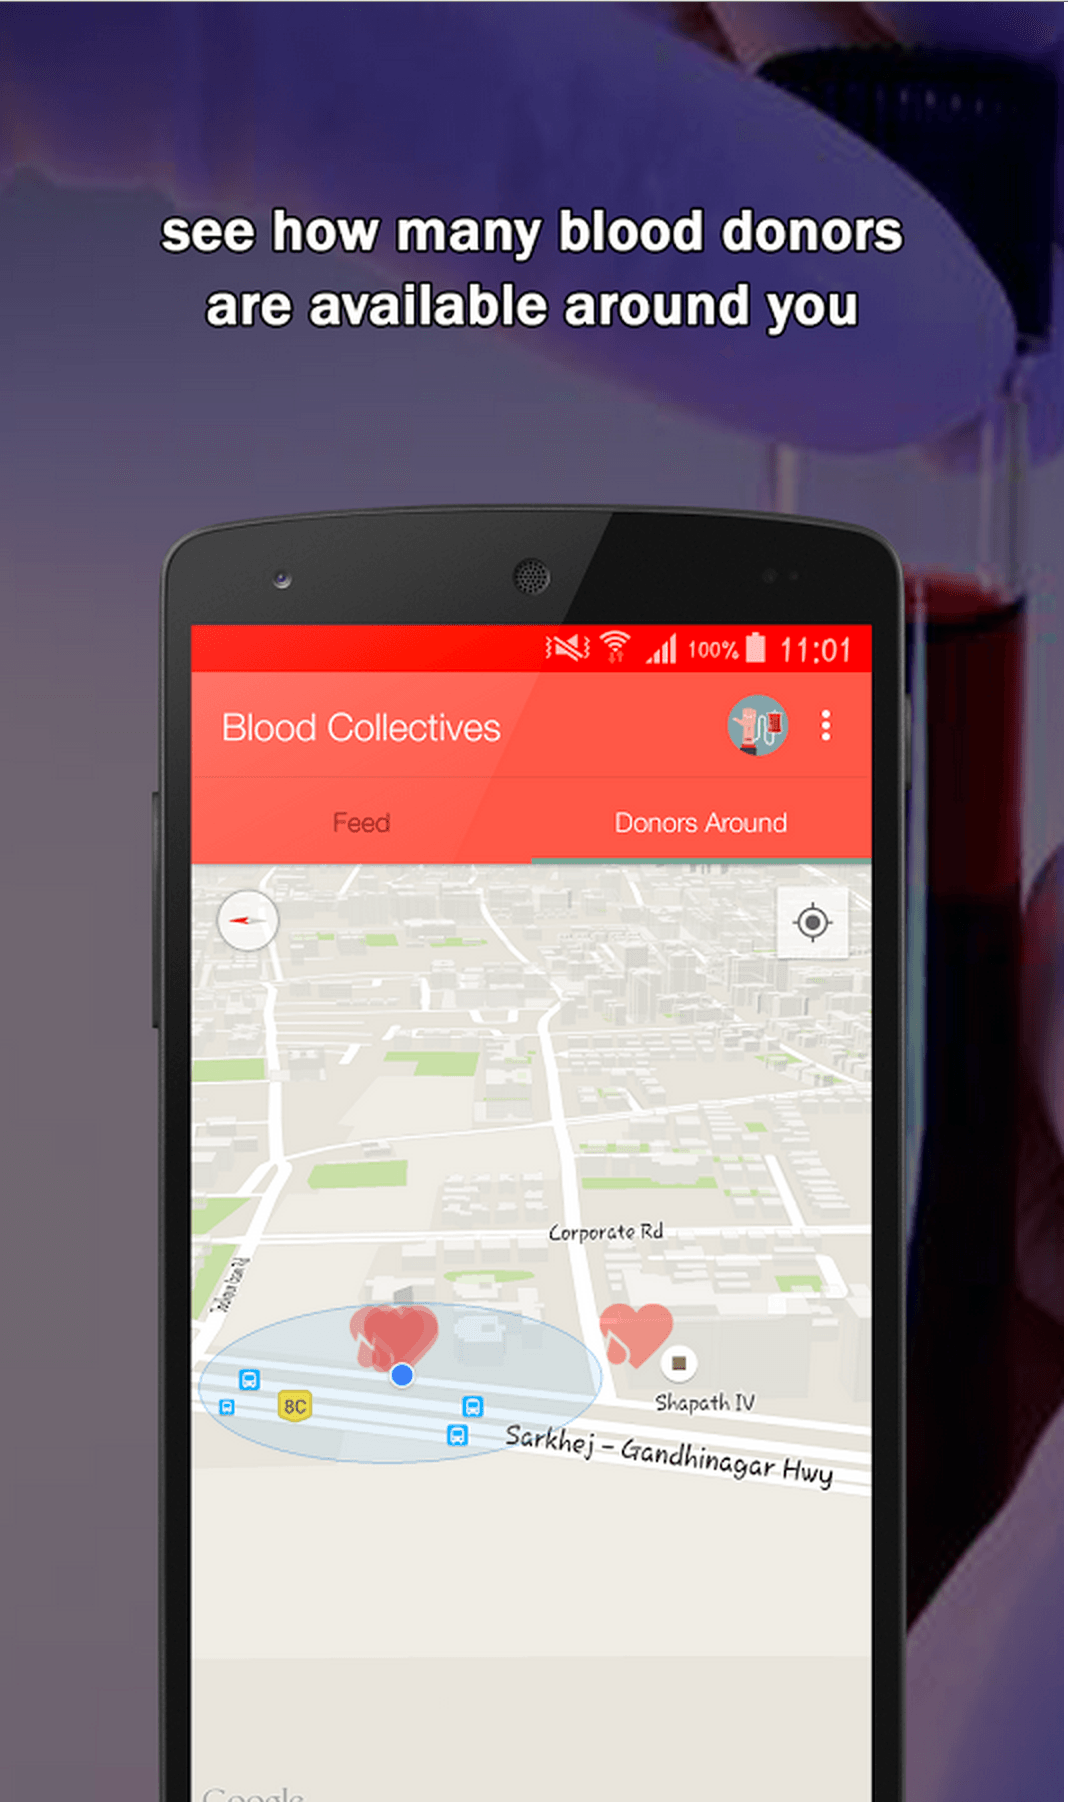 see how many blood donors
are available around you
100% 11:01
Blood Collectives
Feed
Donors Around
Corporate Rd
8C
Shapath IV
Sarkhej - Gandhinagar Hwy
Google